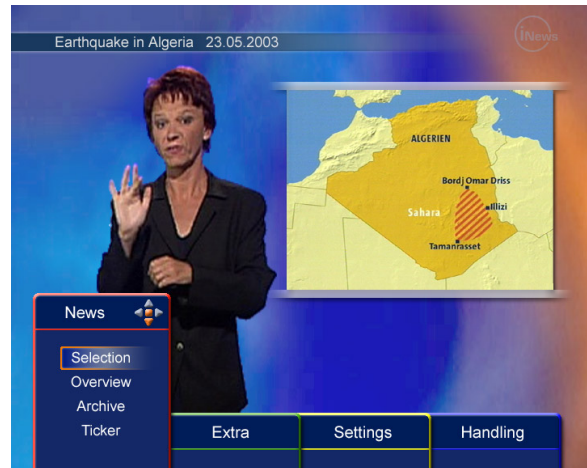 Earthquake in Algeria 23.05.2003
iNews
ALGERIEN
Bordj Omar Driss
Illizi
Sahara
Tamanrasset
News
Selection
Overview
Archive
Ticker
Extra
Settings
Handling